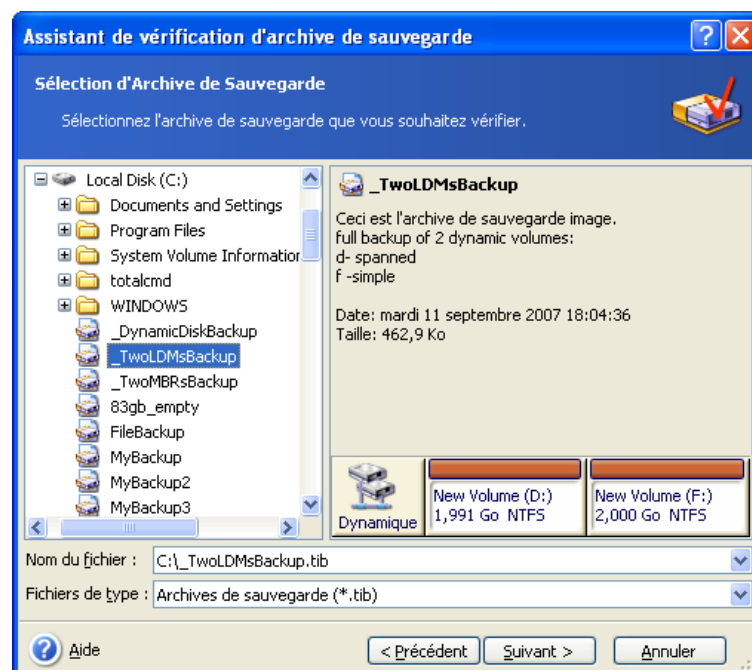 Assistant de vérification d'archive de sauvegarde
Sélection d'Archive de Sauvegarde
Sélectionnez l'archive de sauvegarde que vous souhaitez vérifier.
Local Disk (C:)
Documents and Settings
Program Files
System Volume Information
totalcmd
WINDOWS
_DynamicDiskBackup
_TwoLDMsBackup
_TwoMBRsBackup
83gb_empty
FileBackup
MyBackup
MyBackup2
MyBackup3
_TwoLDMsBackup
Ceci est l'archive de sauvegarde image.
full backup of 2 dynamic volumes:
d- spanned
f -simple
Date: mardi 11 septembre 2007 18:04:36
Taille: 462,9 Ko
Dynamique
New Volume (D:)
1,991 Go NTFS
New Volume (F:)
2,000 Go NTFS
Nom du fichier :
C:\_TwoLDMsBackup.tib
Fichiers de type :
Archives de sauvegarde (*.tib)
Aide
< Précédent
Suivant >
Annuler